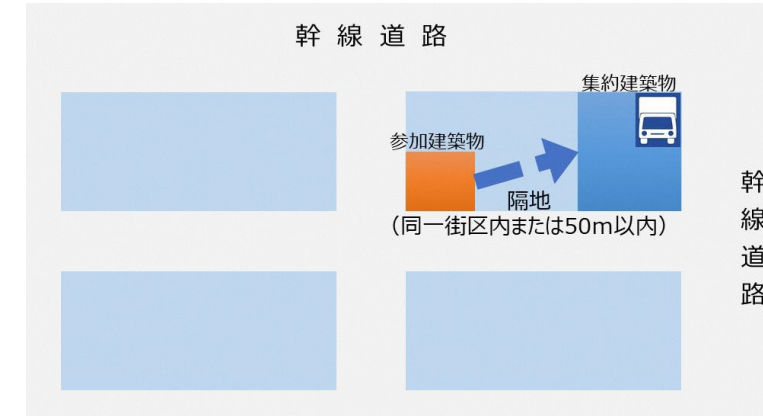 幹線道路
集約建築物
参加建築物
隔地
（同一街区内または50m以内）
幹
線
道
路